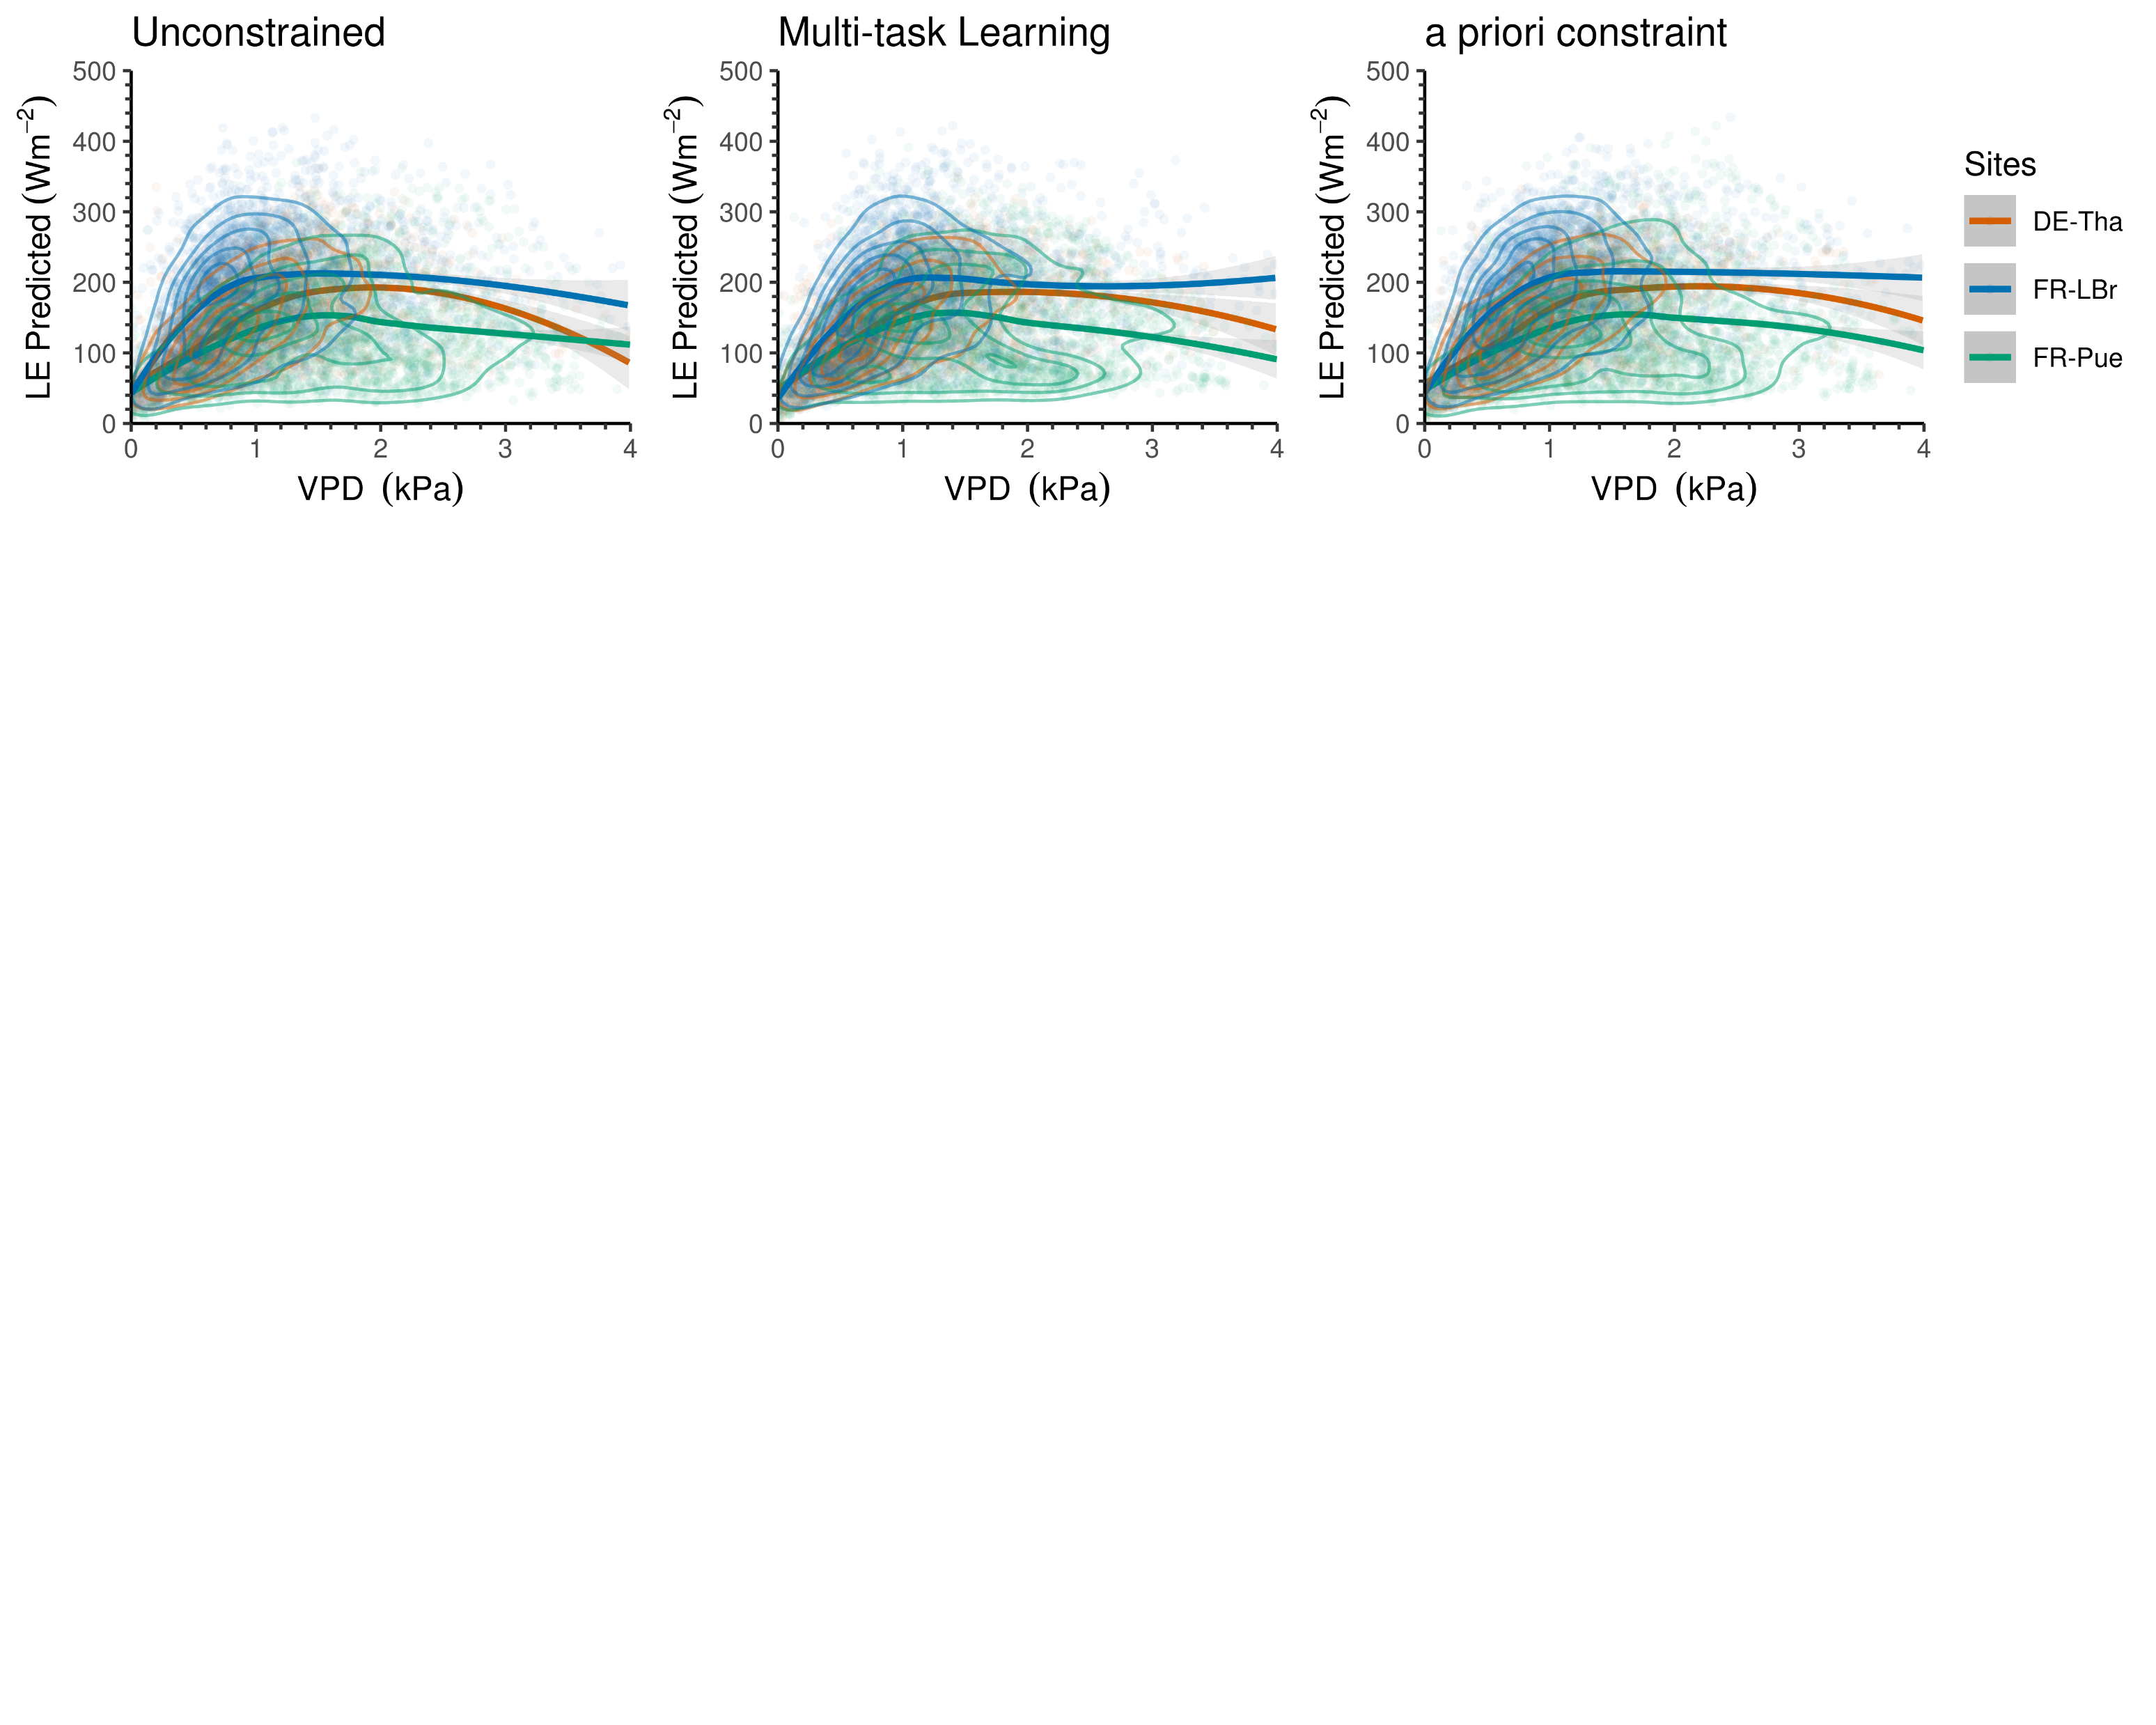 Unconstrained
Multi-task Learning
a priori constraint
LE Predicted (Wm⁻²)
500
400
300
200
100
0
0 1 2 3 4
VPD (kPa)
LE Predicted (Wm⁻²)
500
400
300
200
100
0
0 1 2 3 4
VPD (kPa)
LE Predicted (Wm⁻²)
500
400
300
200
100
0
0 1 2 3 4
VPD (kPa)
Sites
DE-Tha
FR-LBr
FR-Pue